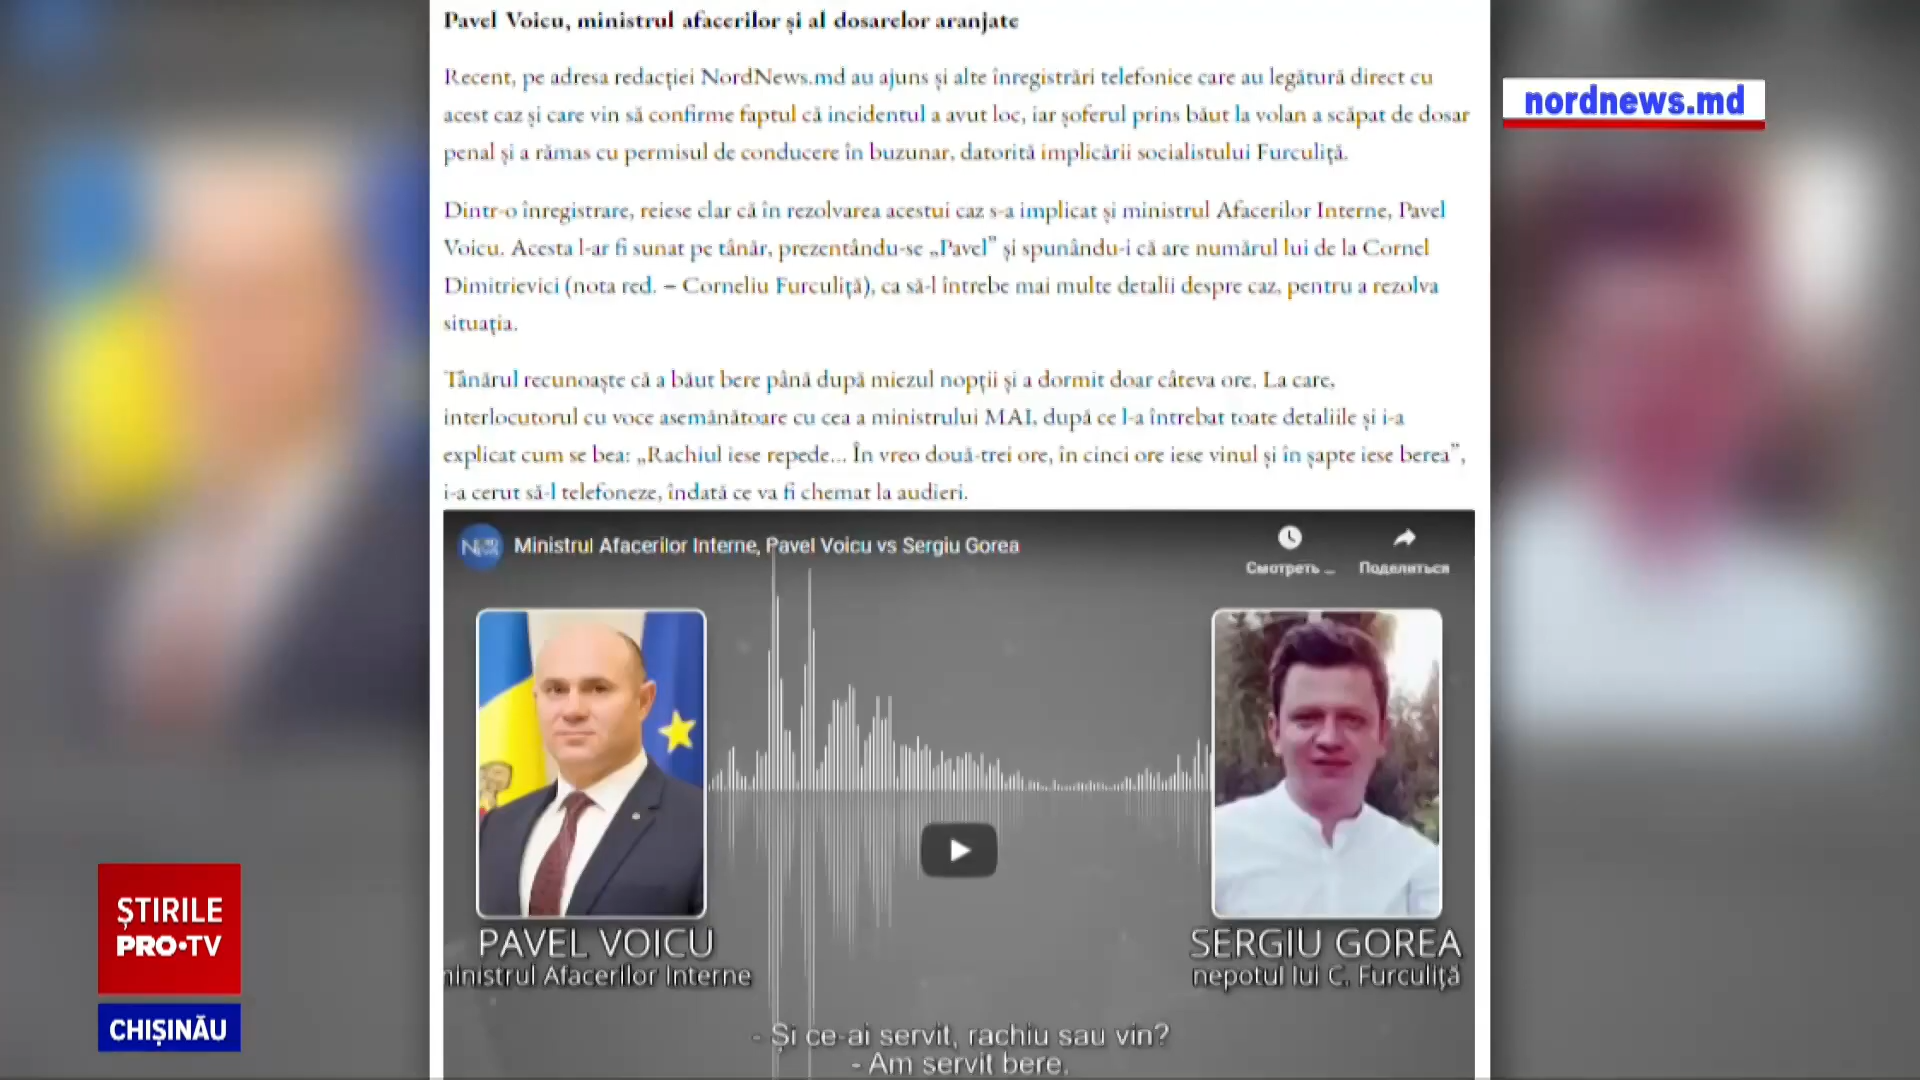 Pavel Voicu, ministrul afacerilor și al dosarelor aranjate
nordnews.md
Recent, pe adresa redacției NordNews.md au ajuns și alte înregistrări telefonice care au legătură direct cu
acest caz și care vin să confirme faptul că incidentul a avut loc, iar șoferul prins băut la volan a scăpat de dosar
penal și a rămas cu permisul de conducere în buzunar, datorită implicării socialistului Furculiță.
Dintr-o înregistrare, reiese clar că în rezolvarea acestui caz s-a implicat și ministrul Afacerilor Interne, Pavel
Voicu. Acesta l-ar fi sunat pe tânăr, prezentându-se „Pavel” și spunându-i că are numărul lui de la Cornel
Dimitrievici (nota red. – Corneliu Furculiță), ca să-l întrebe mai multe detalii despre caz, pentru a rezolva
situația.
Tânărul recunoaște că a băut bere până după miezul nopții și a dormit doar câteva ore. La care,
interlocutorul cu voce asemănătoare cu cea a ministrului MAI, după ce l-a întrebat toate detaliile și i-a
explicat cum se bea: „Rachiul iese repede... În vreo două-trei ore, în cinci ore iese vinul și în șapte iese berea”,
i-a cerut să-l telefoneze, îndată ce va fi chemat la audieri.
Ministrul Afacerilor Interne, Pavel Voicu vs Sergiu Gorea
Смотреть ...
Поделиться
PAVEL VOICU
ministrul Afacerilor Interne
SERGIU GOREA
nepotul lui C. Furculiță
- Și ce-ai servit, rachiu sau vin?
- Am servit bere.
ȘTIRILE
PRO•TV
CHIȘINĂU